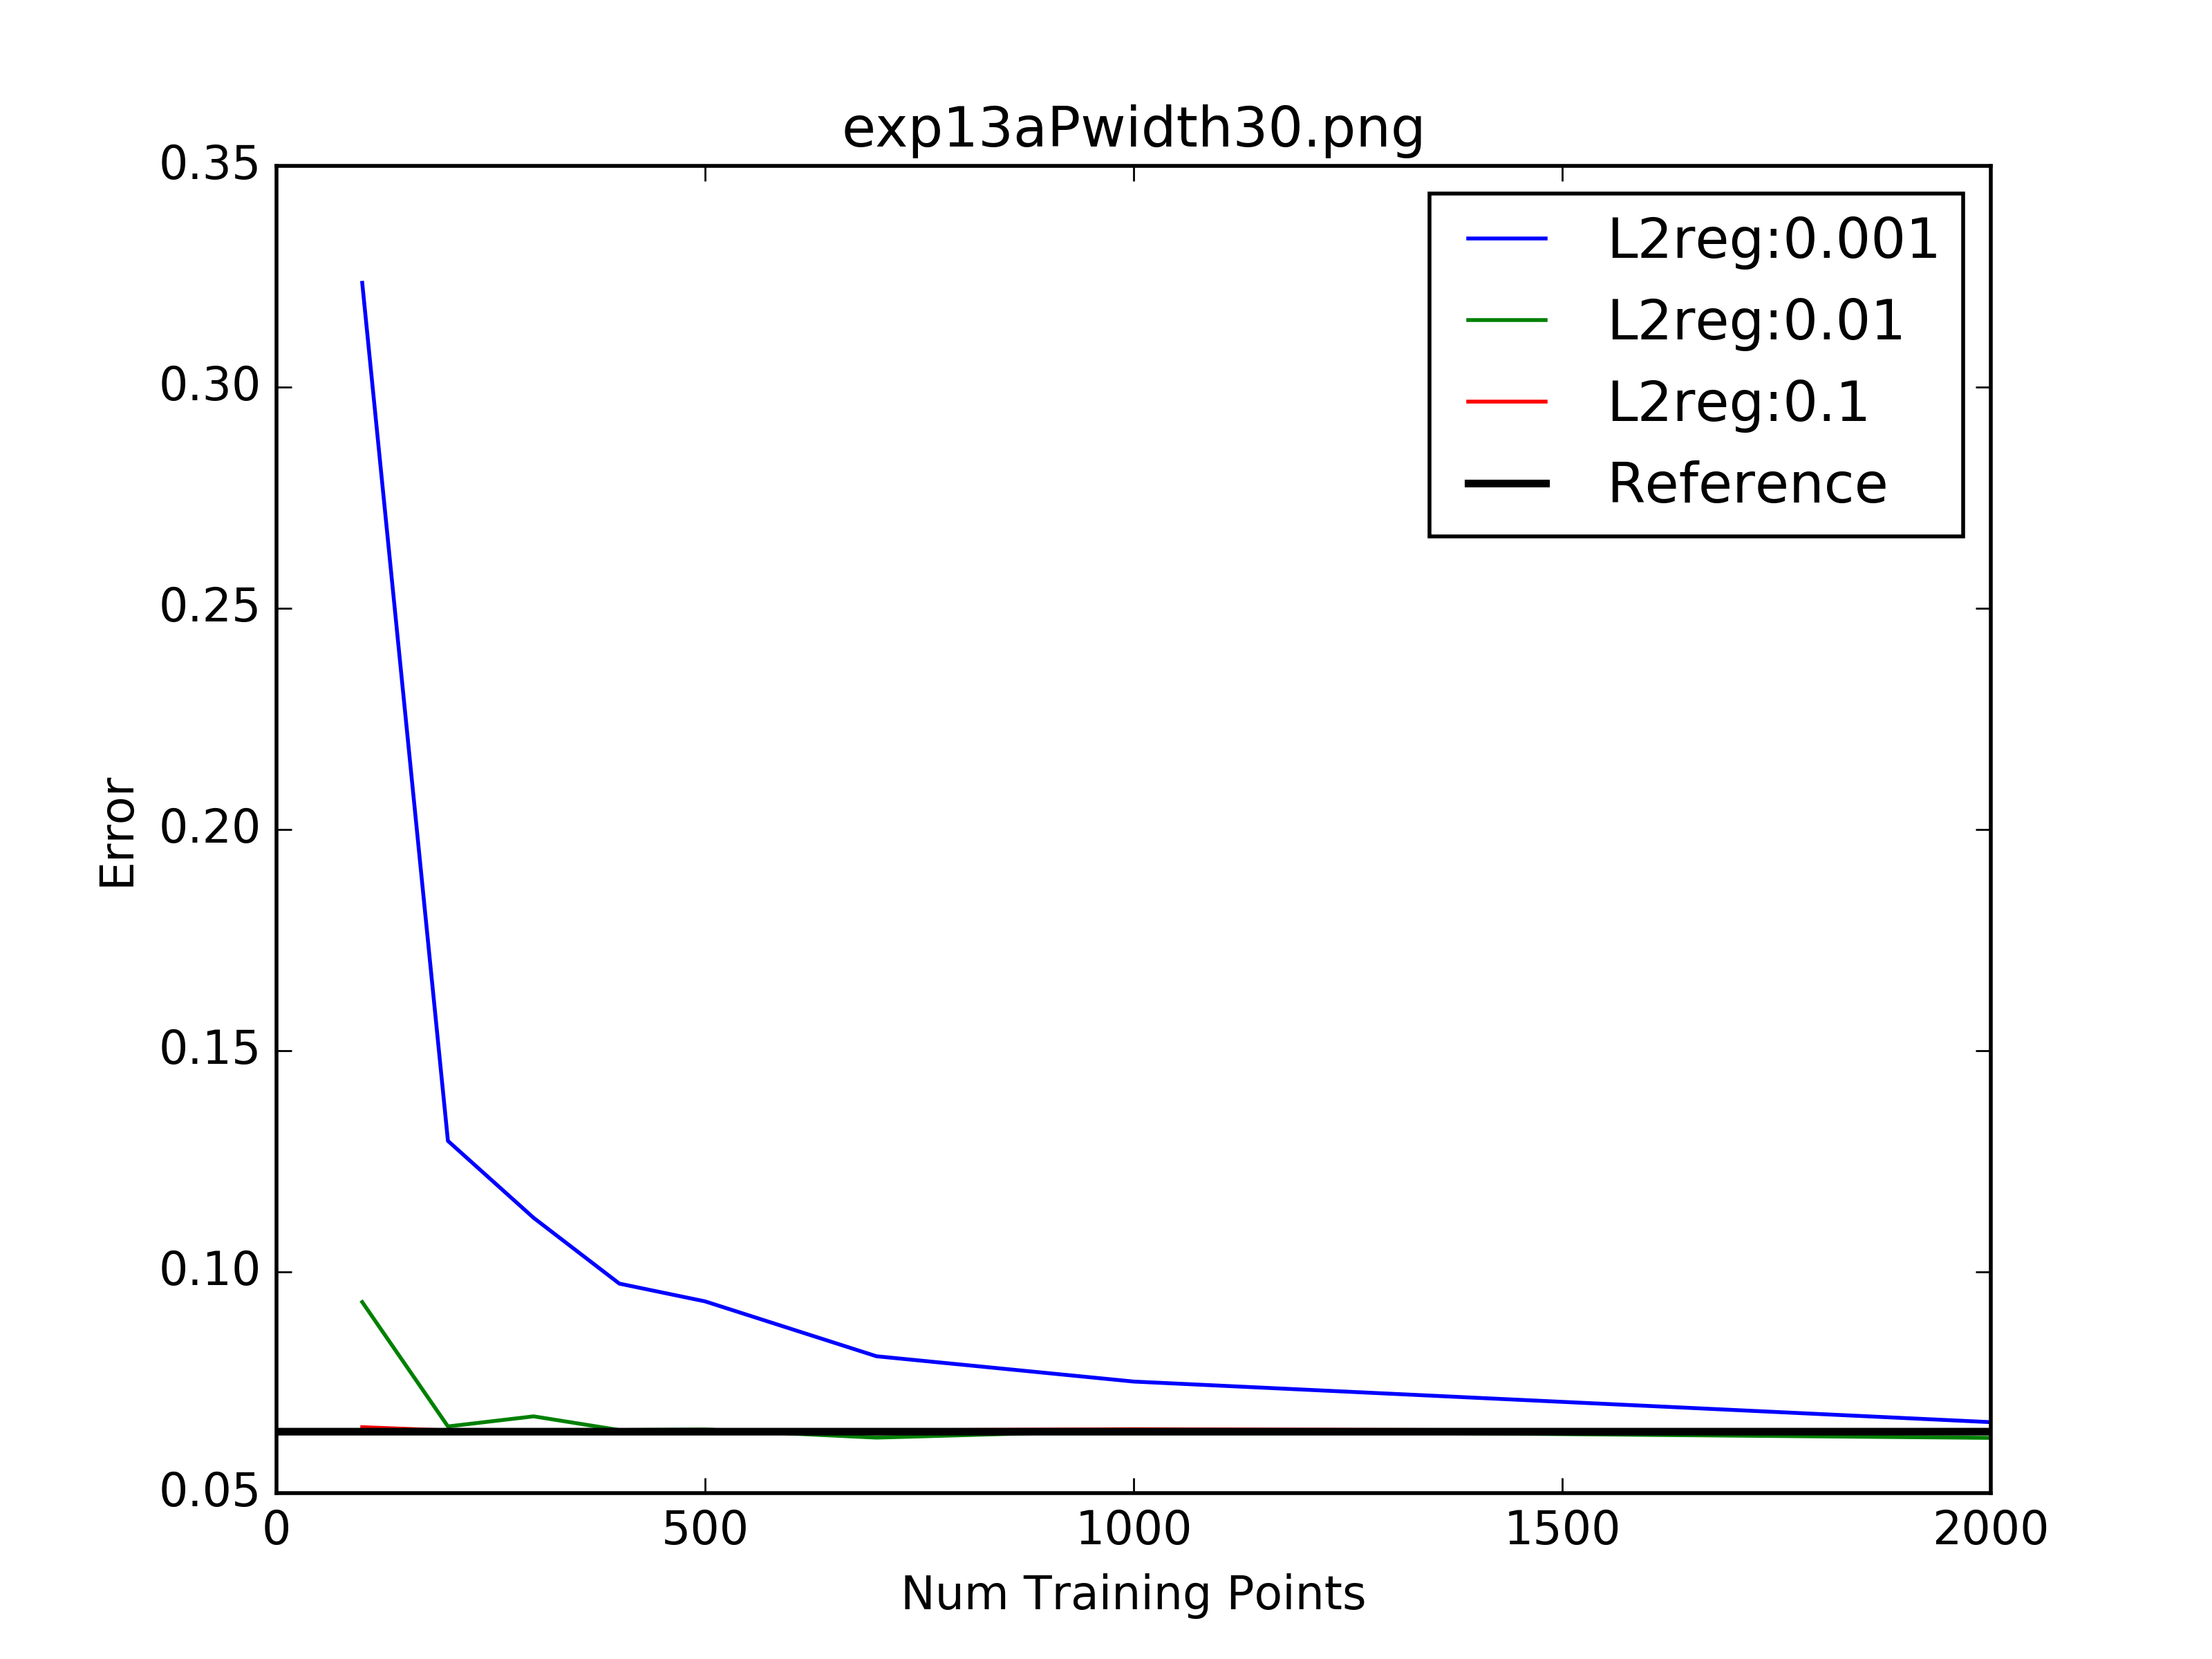 exp13aPwidth30.png
0.35
0.30
0.25
0.20
0.15
0.10
0.05
Error
L2reg:0.001
L2reg:0.01
L2reg:0.1
Reference
0 500 1000 1500 2000
Num Training Points